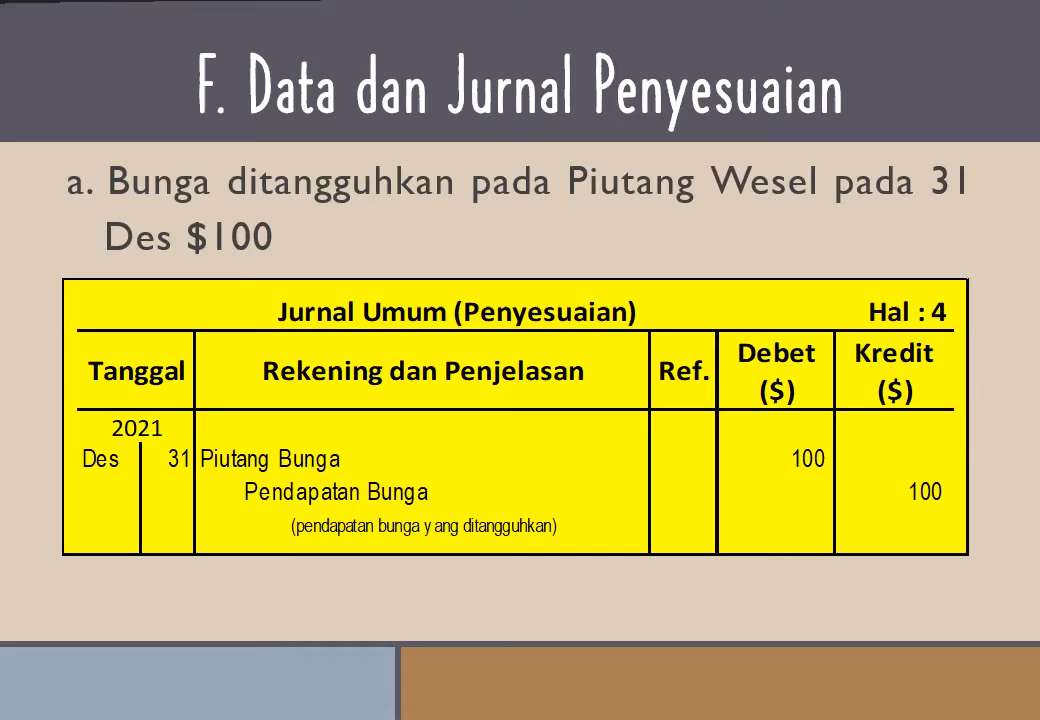 F. Data dan Jurnal Penyesuaian
a. Bunga ditangguhkan pada Piutang Wesel pada 31
Des $100
Jurnal Umum (Penyesuaian) Hal : 4
Tanggal Rekening dan Penjelasan Ref. Debet ($) Kredit ($)
2021
Des 31 Piutang Bunga 100
Pendapatan Bunga 100
(pendapatan bunga yang ditangguhkan)